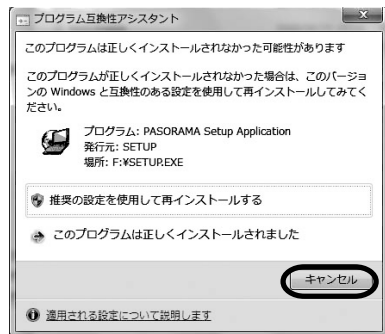 プログラム互換性アシスタント
このプログラムは正しくインストールされなかった可能性があります
このプログラムが正しくインストールされなかった場合は、このバージョ
ンの Windows と互換性のある設定を使用して再インストールしてみてく
ださい。
プログラム: PASORAMA Setup Application
発行元: SETUP
場所: F:¥SETUP.EXE
推奨の設定を使用して再インストールする
このプログラムは正しくインストールされました
キャンセル
適用される設定について説明します